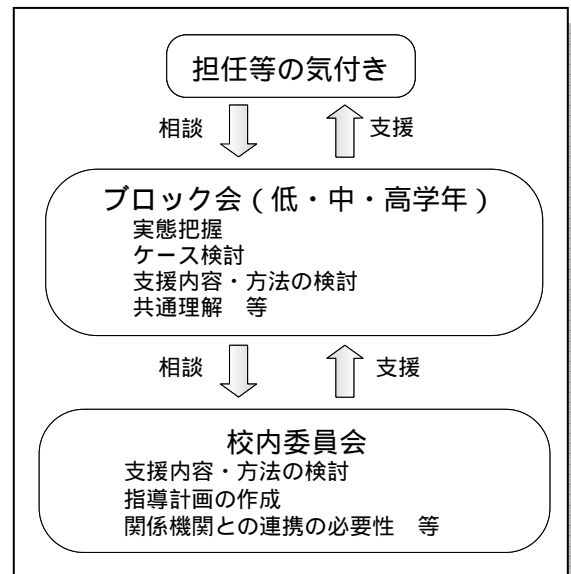 担任等の気付き
相談 支援
ブロック会(低・中・高学年)
実態把握
ケース検討
支援内容・方法の検討
共通理解 等
相談 支援
校内委員会
支援内容・方法の検討
指導計画の作成
関係機関との連携の必要性 等